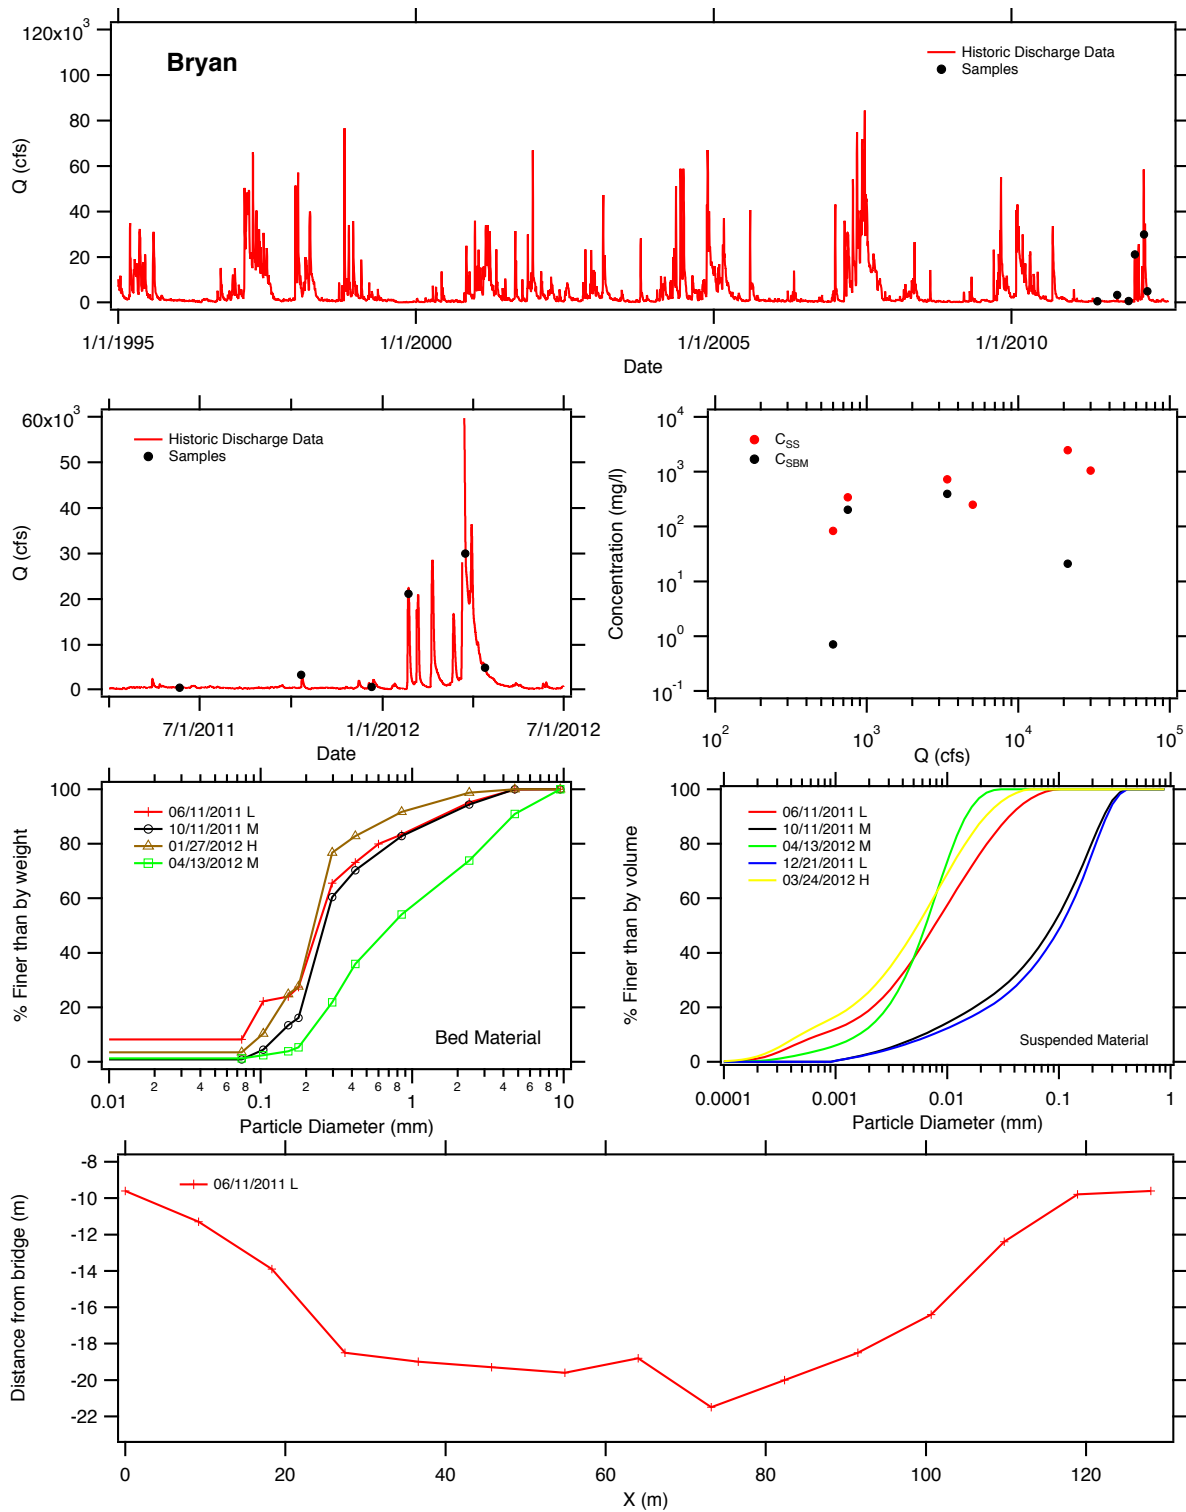 Bryan
Historic Discharge Data
Samples
120x10³
100
80
60
40
20
0
Q (cfs)
1/1/1995
1/1/2000
1/1/2005
1/1/2010
Date
Historic Discharge Data
Samples
60x10³
50
40
30
20
10
0
Q (cfs)
7/1/2011
1/1/2012
7/1/2012
Date
C_SS
C_SBM
10⁴
10³
10²
10¹
10⁰
10⁻¹
Concentration (mg/l)
10²
10³
10⁴
10⁵
Q (cfs)
06/11/2011 L
10/11/2011 M
01/27/2012 H
04/13/2012 M
100
80
60
40
20
0
% Finer than by weight
Bed Material
2 4 6 8 2 4 6 8 2 4 6 8
0.01 0.1 1 10
Particle Diameter (mm)
06/11/2011 L
10/11/2011 M
04/13/2012 M
12/21/2011 L
03/24/2012 H
100
80
60
40
20
0
% Finer than by volume
Suspended Material
0.0001 0.001 0.01 0.1 1
Particle Diameter (mm)
06/11/2011 L
-8
-10
-12
-14
-16
-18
-20
-22
Distance from bridge (m)
0 20 40 60 80 100 120
X (m)